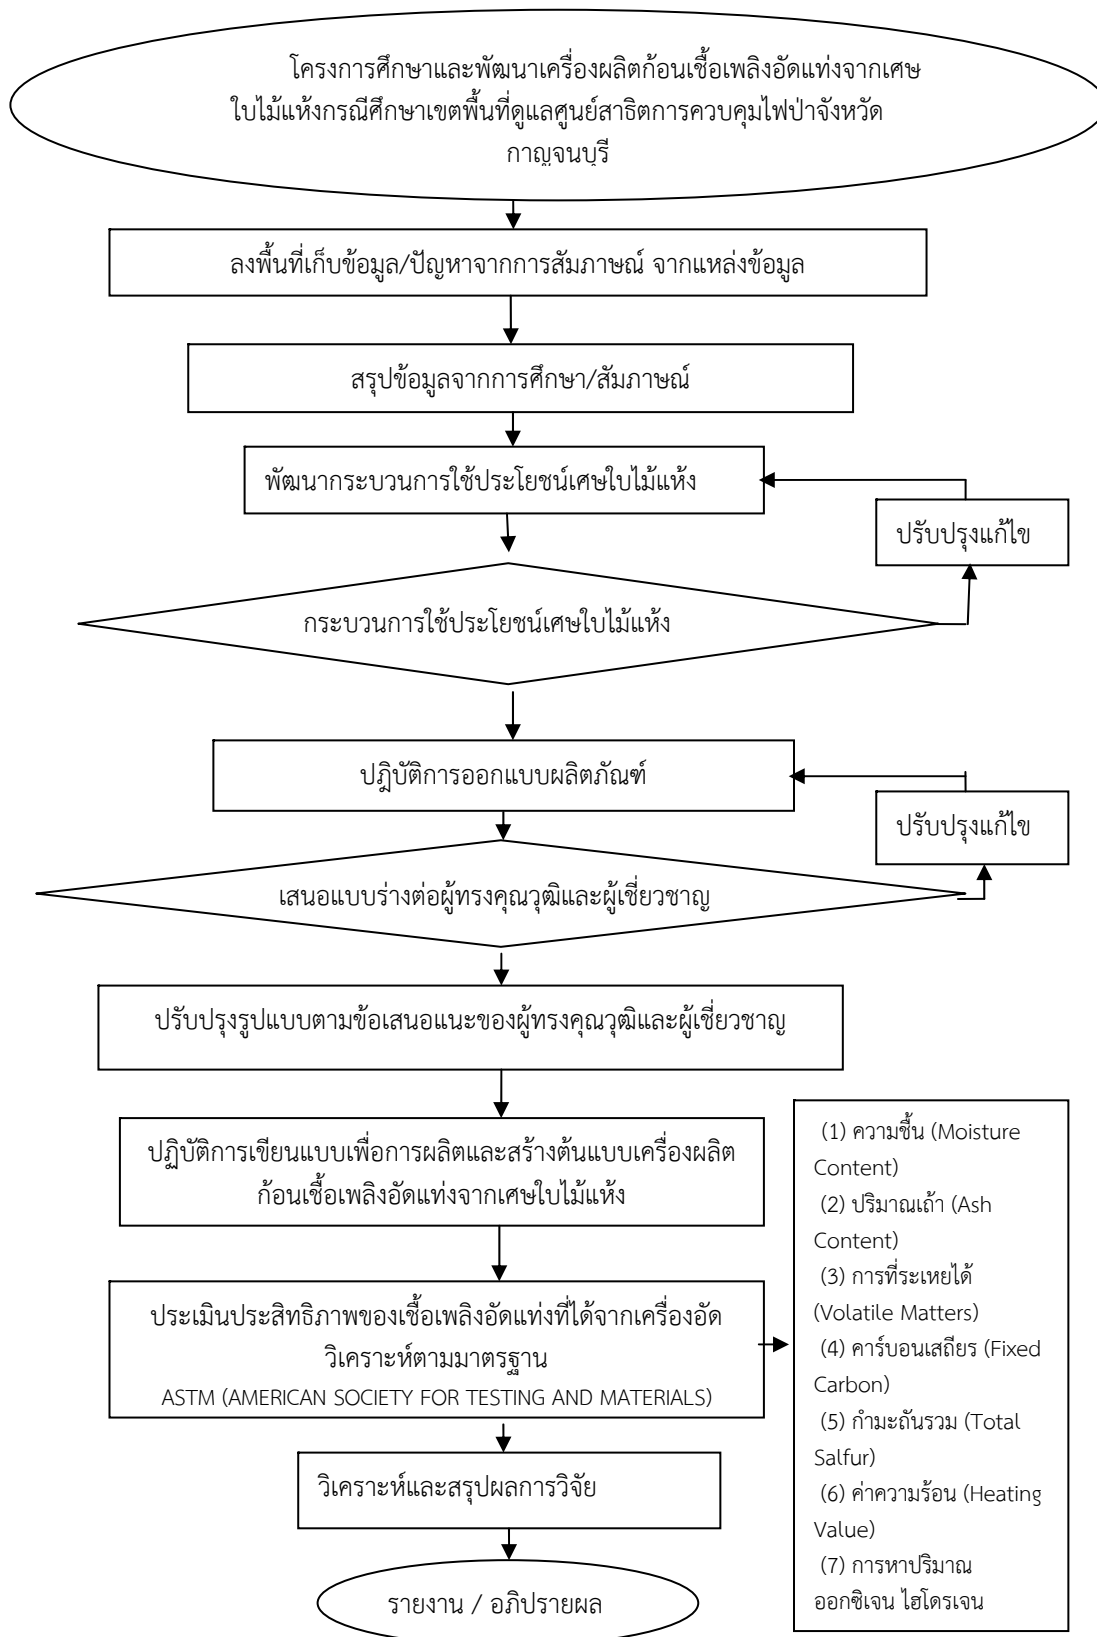 โครงการศึกษาและพัฒนาเครื่องผลิตก้อนเชื้อเพลิงอัดแท่งจากเศษ
ใบไม้แห้งกรณีศึกษาเขตพื้นที่ดูแลศูนย์สาธิตการควบคุมไฟป่าจังหวัด
กาญจนบุรี
ลงพื้นที่เก็บข้อมูล/ปัญหาจากการสัมภาษณ์ จากแหล่งข้อมูล
สรุปข้อมูลจากการศึกษา/สัมภาษณ์
พัฒนากระบวนการใช้ประโยชน์เศษใบไม้แห้ง
ปรับปรุงแก้ไข
กระบวนการใช้ประโยชน์เศษใบไม้แห้ง
ปฏิบัติการออกแบบผลิตภัณฑ์
ปรับปรุงแก้ไข
เสนอแบบร่างต่อผู้ทรงคุณวุฒิและผู้เชี่ยวชาญ
ปรับปรุงรูปแบบตามข้อเสนอแนะของผู้ทรงคุณวุฒิและผู้เชี่ยวชาญ
ปฏิบัติการเขียนแบบเพื่อการผลิตและสร้างต้นแบบเครื่องผลิต
ก้อนเชื้อเพลิงอัดแท่งจากเศษใบไม้แห้ง
ประเมินประสิทธิภาพของเชื้อเพลิงอัดแท่งที่ได้จากเครื่องอัด
วิเคราะห์ตามมาตรฐาน
ASTM (AMERICAN SOCIETY FOR TESTING AND MATERIALS)
(1) ความชื้น (Moisture
Content)
(2) ปริมาณเถ้า (Ash
Content)
(3) การที่ระเหยได้
(Volatile Matters)
(4) คาร์บอนเสถียร (Fixed
Carbon)
(5) กำมะถันรวม (Total
Salfur)
(6) ค่าความร้อน (Heating
Value)
(7) การหาปริมาณ
ออกซิเจน ไฮโดรเจน
วิเคราะห์และสรุปผลการวิจัย
รายงาน / อภิปรายผล